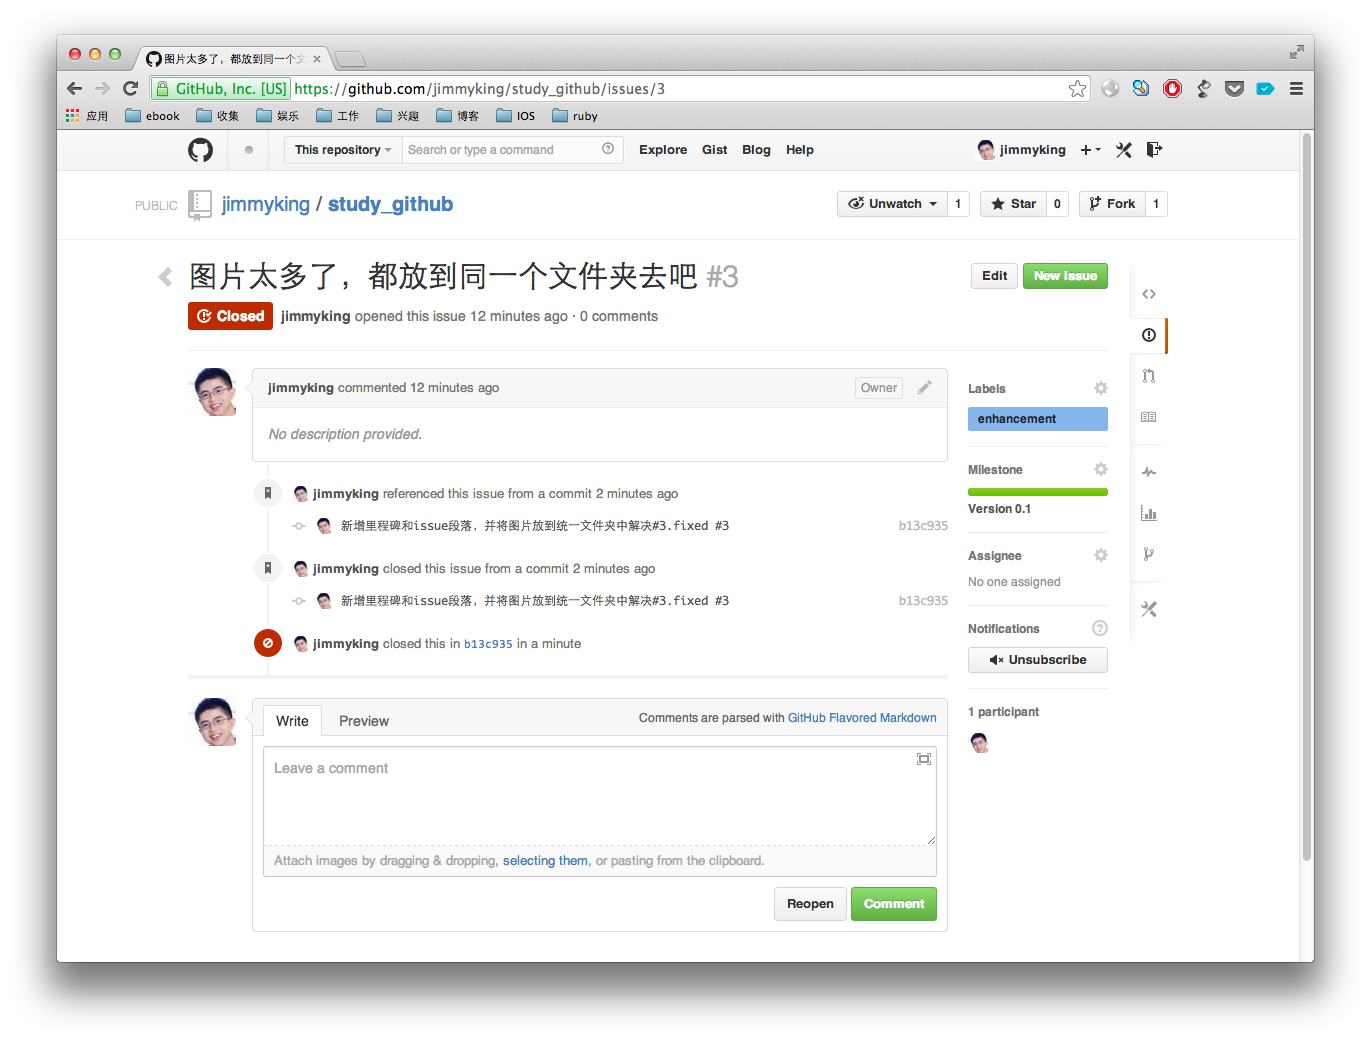 图片太多了，都放到同一个文
GitHub, Inc. [US] https://github.com/jimmyking/study_github/issues/3
应用 ebook 收集 娱乐 工作 兴趣 博客 IOS ruby
This repository Search or type a command Explore Gist Blog Help jimmyking
PUBLIC jimmyking / study_github Unwatch 1 Star 0 Fork 1
图片太多了，都放到同一个文件夹去吧 #3 Edit New Issue
Closed jimmyking opened this issue 12 minutes ago · 0 comments
jimmyking commented 12 minutes ago Owner
No description provided.
jimmyking referenced this issue from a commit 2 minutes ago
新增里程碑和issue段落，并将图片放到统一文件夹中解决#3.fixed #3 b13c935
jimmyking closed this issue from a commit 2 minutes ago
新增里程碑和issue段落，并将图片放到统一文件夹中解决#3.fixed #3 b13c935
jimmyking closed this in b13c935 in a minute
Labels
enhancement
Milestone
Version 0.1
Assignee
No one assigned
Notifications
Unsubscribe
1 participant
Write Preview Comments are parsed with GitHub Flavored Markdown
Leave a comment
Attach images by dragging & dropping, selecting them, or pasting from the clipboard.
Reopen Comment